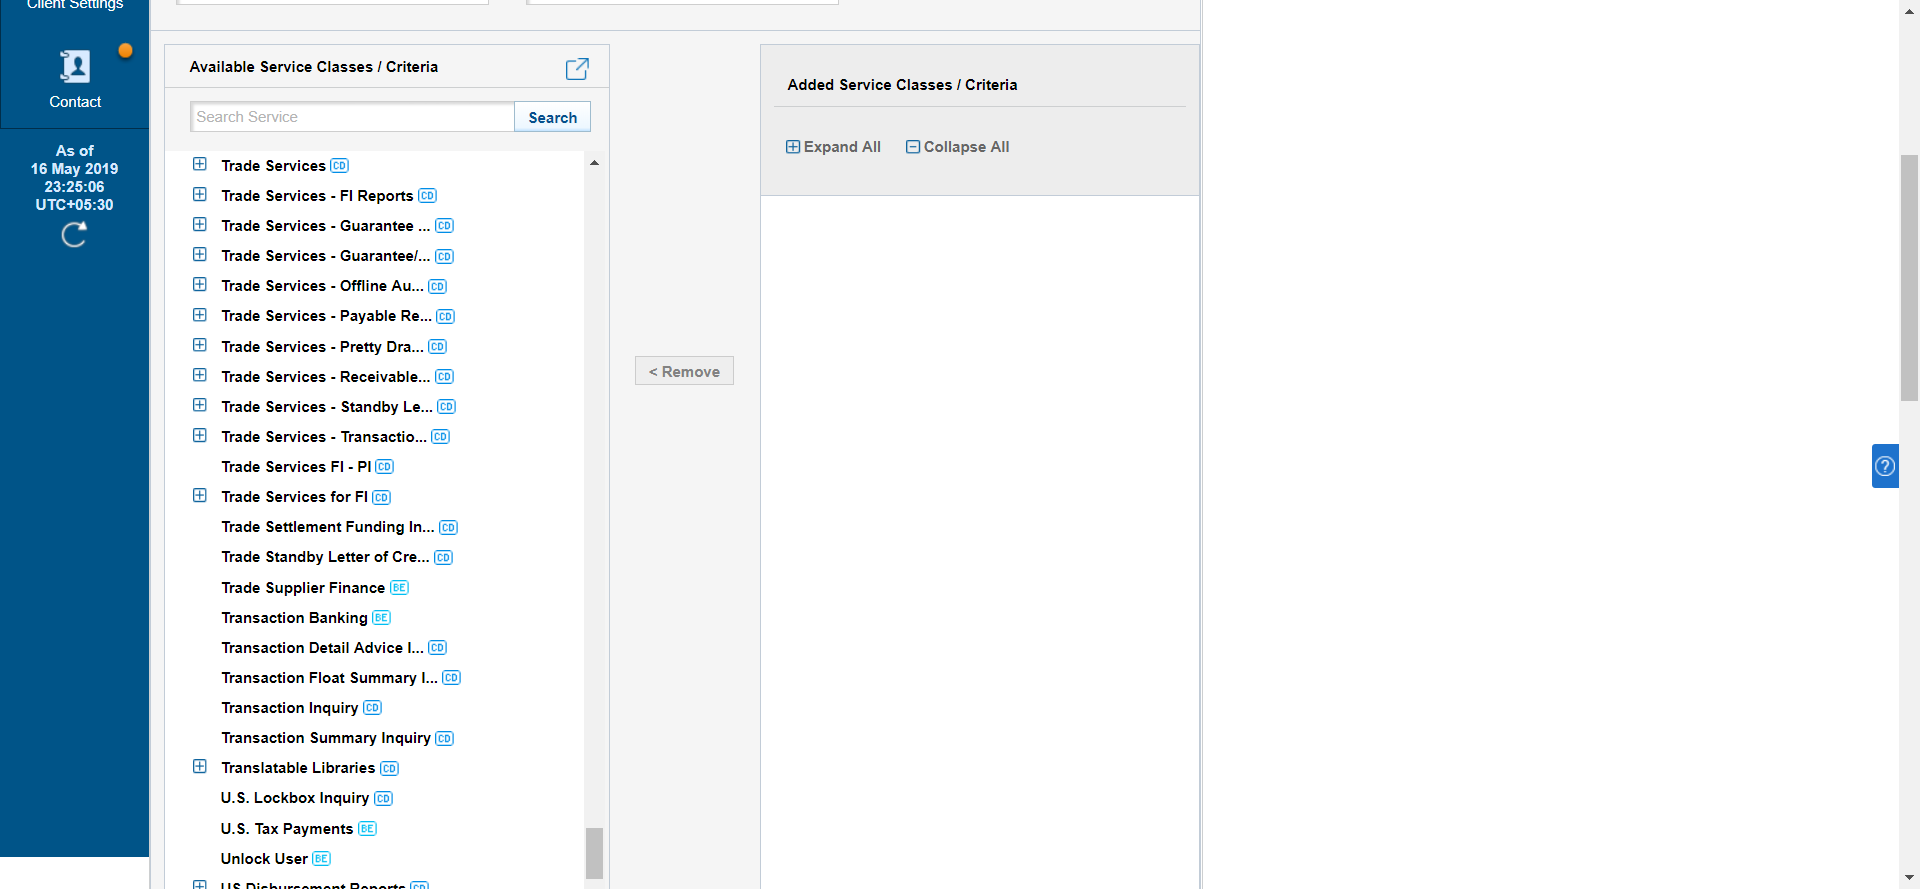 Client Settings
Contact
As of
16 May 2019
23:25:06
UTC+05:30
Available Service Classes / Criteria
Search Service
Search
Trade Services CD
Trade Services - FI Reports CD
Trade Services - Guarantee ... CD
Trade Services - Guarantee/... CD
Trade Services - Offline Au... CD
Trade Services - Payable Re... CD
Trade Services - Pretty Dra... CD
Trade Services - Receivable... CD
Trade Services - Standby Le... CD
Trade Services - Transactio... CD
Trade Services FI - PI CD
Trade Services for FI CD
Trade Settlement Funding In... CD
Trade Standby Letter of Cre... CD
Trade Supplier Finance BE
Transaction Banking BE
Transaction Detail Advice I... CD
Transaction Float Summary I... CD
Transaction Inquiry CD
Transaction Summary Inquiry CD
Translatable Libraries CD
U.S. Lockbox Inquiry CD
U.S. Tax Payments BE
Unlock User BE
US Disbursement Reports CD
< Remove
Added Service Classes / Criteria
Expand All
Collapse All
?